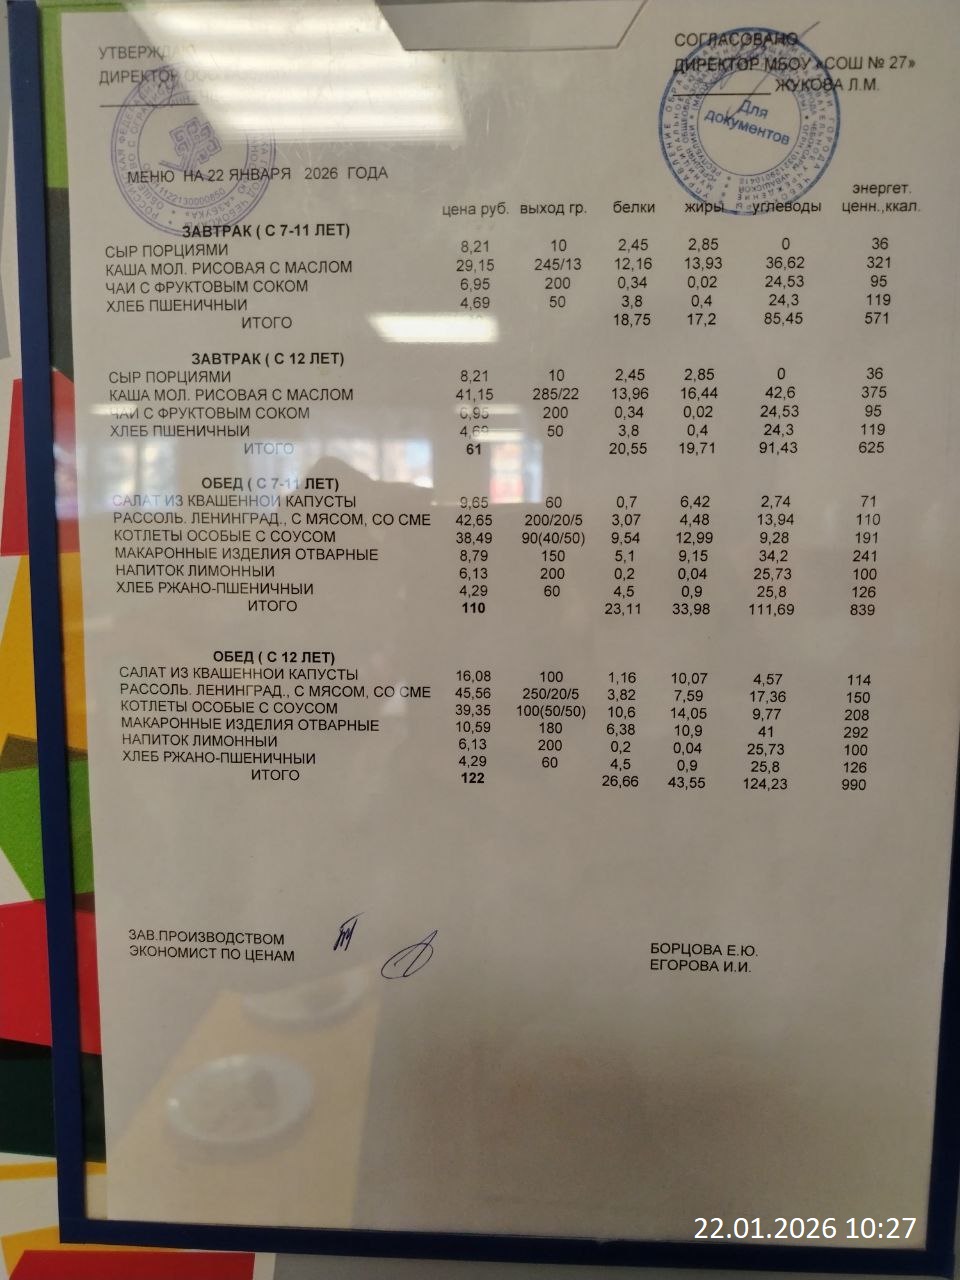 УТВЕРЖДАЮ
ДИРЕКТОР ООО
СОГЛАСОВАНО
ДИРЕКТОР МБОУ «СОШ № 27»
ЖУКОВА Л.М.
Для
документов
МЕНЮ НА 22 ЯНВАРЯ 2026 ГОДА
цена руб. выход гр. белки жиры углеводы энергет. ценн.,ккал.
ЗАВТРАК ( С 7-11 ЛЕТ)
СЫР ПОРЦИЯМИ 8,21 10 2,45 2,85 0 36
КАША МОЛ. РИСОВАЯ С МАСЛОМ 29,15 245/13 12,16 13,93 36,62 321
ЧАЙ С ФРУКТОВЫМ СОКОМ 6,95 200 0,34 0,02 24,53 95
ХЛЕБ ПШЕНИЧНЫЙ 4,69 50 3,8 0,4 24,3 119
ИТОГО 18,75 17,2 85,45 571
ЗАВТРАК ( С 12 ЛЕТ)
СЫР ПОРЦИЯМИ 8,21 10 2,45 2,85 0 36
КАША МОЛ. РИСОВАЯ С МАСЛОМ 41,15 285/22 13,96 16,44 42,6 375
ЧАЙ С ФРУКТОВЫМ СОКОМ 6,95 200 0,34 0,02 24,53 95
ХЛЕБ ПШЕНИЧНЫЙ 4,69 50 3,8 0,4 24,3 119
ИТОГО 61 20,55 19,71 91,43 625
ОБЕД ( С 7-11 ЛЕТ)
САЛАТ ИЗ КВАШЕННОЙ КАПУСТЫ 9,65 60 0,7 6,42 2,74 71
РАССОЛЬ. ЛЕНИНГРАД., С МЯСОМ, СО СМЕ 42,65 200/20/5 3,07 4,48 13,94 110
КОТЛЕТЫ ОСОБЫЕ С СОУСОМ 38,49 90(40/50) 9,54 12,99 9,28 191
МАКАРОННЫЕ ИЗДЕЛИЯ ОТВАРНЫЕ 8,79 150 5,1 9,15 34,2 241
НАПИТОК ЛИМОННЫЙ 6,13 200 0,2 0,04 25,73 100
ХЛЕБ РЖАНО-ПШЕНИЧНЫЙ 4,29 60 4,5 0,9 25,8 126
ИТОГО 110 23,11 33,98 111,69 839
ОБЕД ( С 12 ЛЕТ)
САЛАТ ИЗ КВАШЕННОЙ КАПУСТЫ 16,08 100 1,16 10,07 4,57 114
РАССОЛЬ. ЛЕНИНГРАД., С МЯСОМ, СО СМЕ 45,56 250/20/5 3,82 7,59 17,36 150
КОТЛЕТЫ ОСОБЫЕ С СОУСОМ 39,35 100(50/50) 10,6 14,05 9,77 208
МАКАРОННЫЕ ИЗДЕЛИЯ ОТВАРНЫЕ 10,59 180 6,38 10,9 41 292
НАПИТОК ЛИМОННЫЙ 6,13 200 0,2 0,04 25,73 100
ХЛЕБ РЖАНО-ПШЕНИЧНЫЙ 4,29 60 4,5 0,9 25,8 126
ИТОГО 122 26,66 43,55 124,23 990
ЗАВ.ПРОИЗВОДСТВОМ БОРЦОВА Е.Ю.
ЭКОНОМИСТ ПО ЦЕНАМ ЕГОРОВА И.И.
22.01.2026 10:27